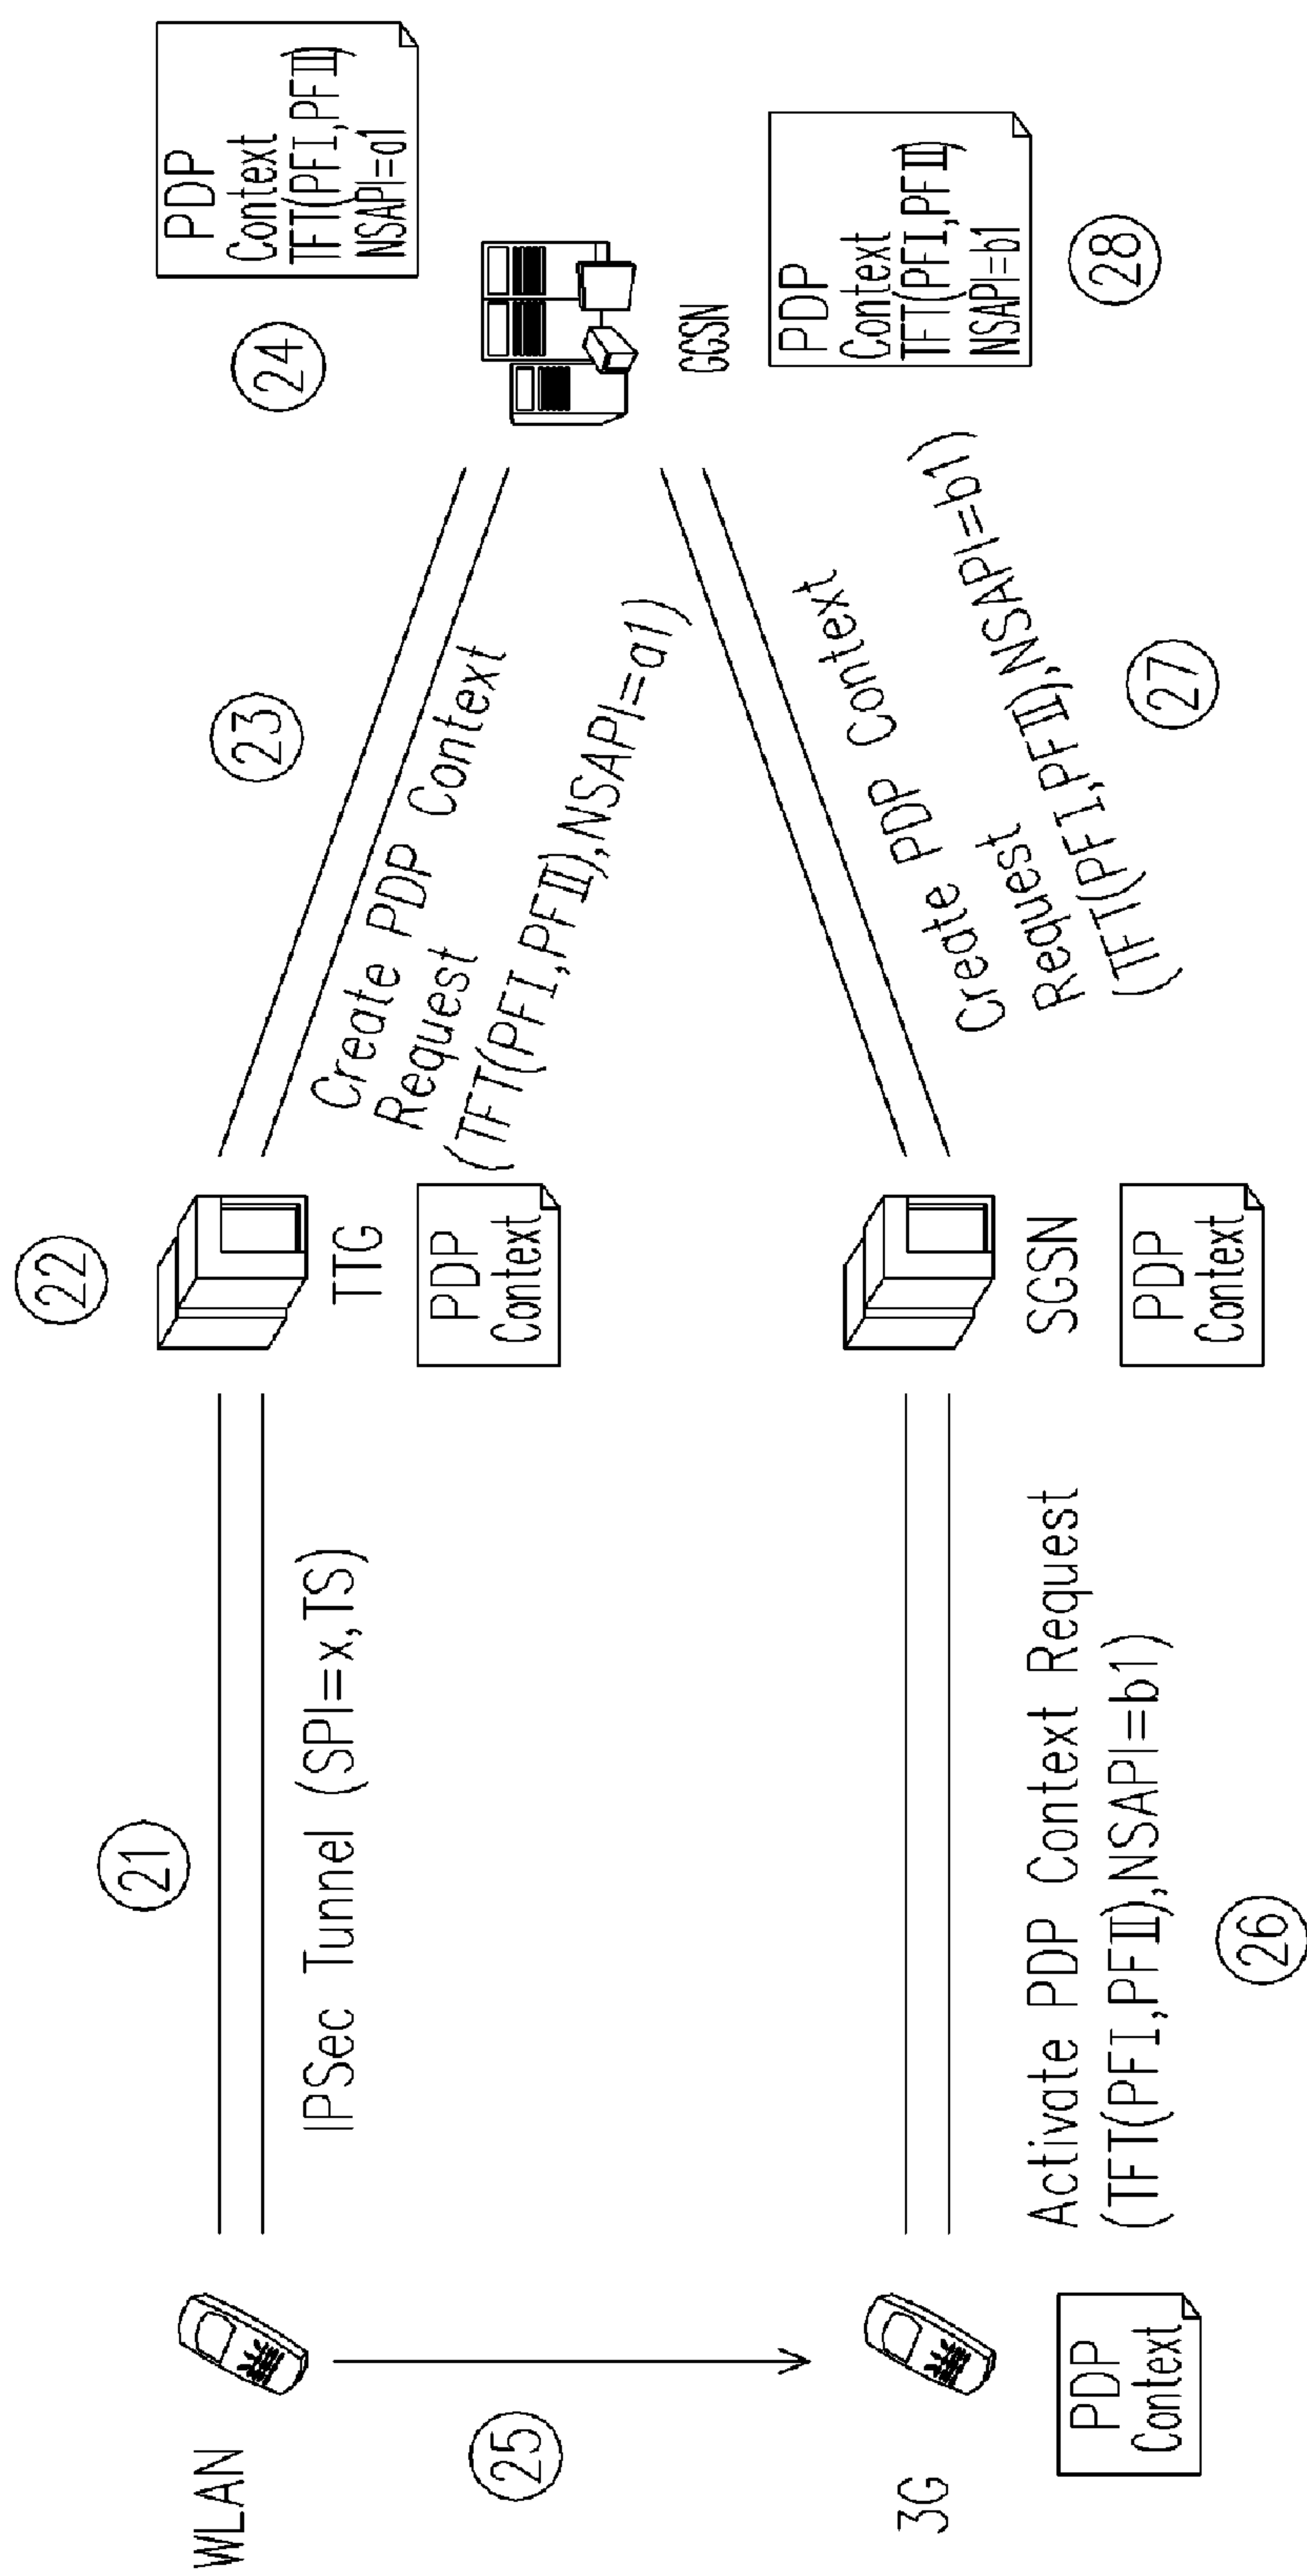 22
24
PDP
Context
TFT(PFI,PFⅡ)
NSAPI=a1
21
23
WLAN
TTG
IPSec Tunnel (SPI=x,TS)
PDP
Context
Create PDP Context
Request
(TFT(PFI,PFⅡ),NSAPI=a1)
25
GGSN
PDP
Context
TFT(PFI,PFⅡ)
NSAPI=b1
28
Create PDP Context
Request
(TFT(PFI,PFⅡ),NSAPI=b1)
27
3G
SGSN
Activate PDP Context Request
(TFT(PFI,PFⅡ),NSAPI=b1)
PDP
Context
PDP
Context
26